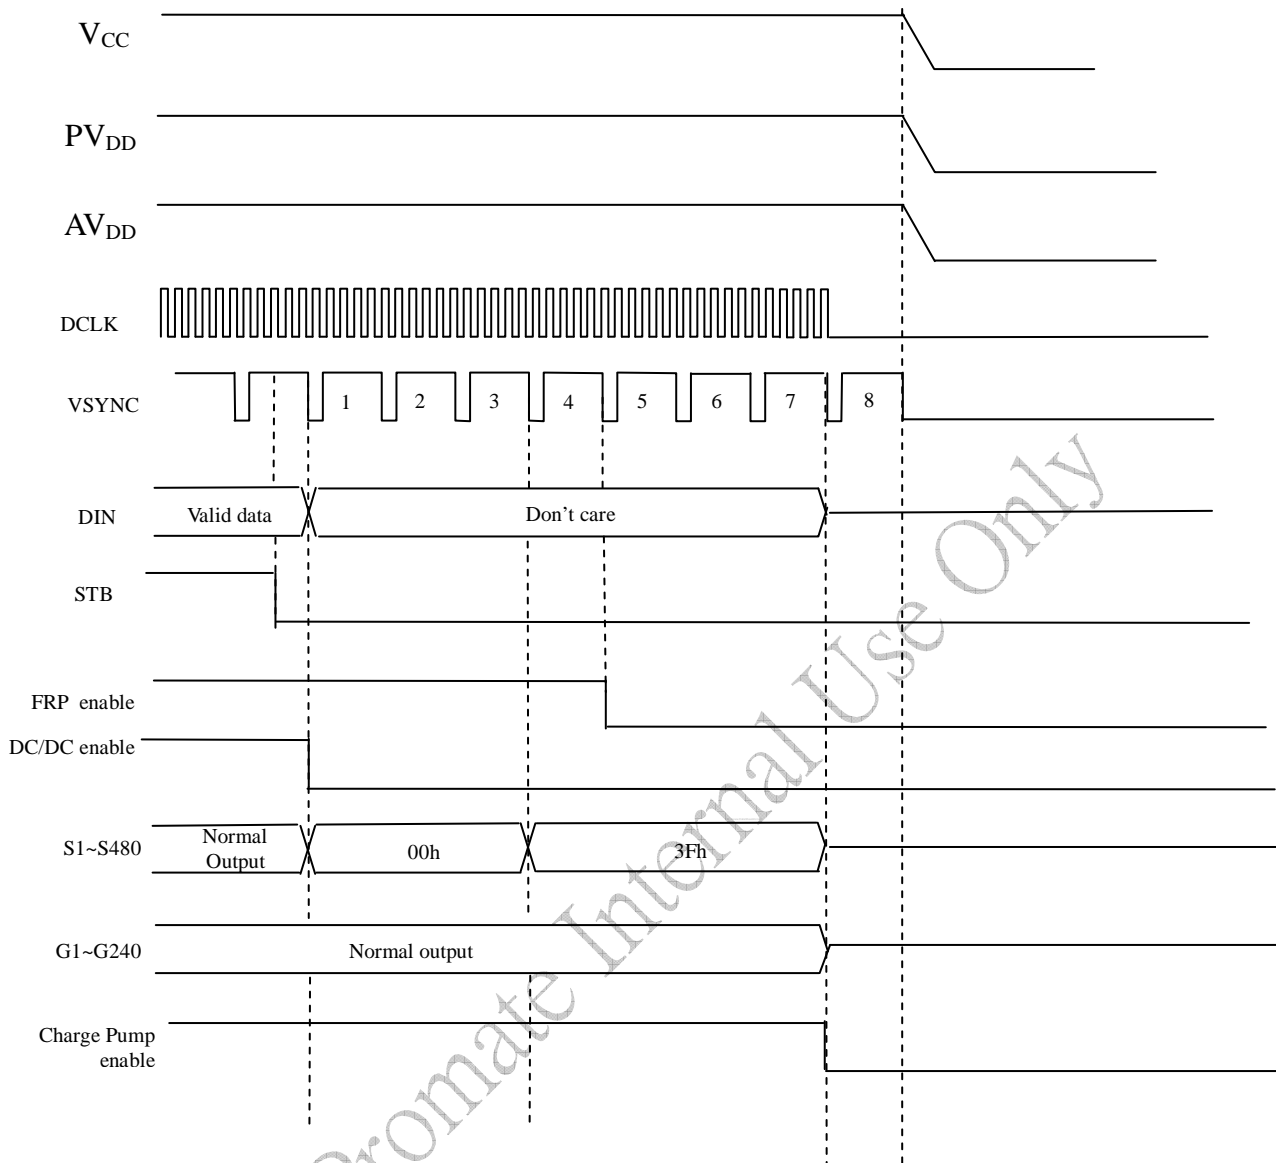 VCC
PVDD
AVDD
DCLK
VSYNC
1 2 3 4 5 6 7 8
DIN
Valid data
Don't care
STB
FRP enable
DC/DC enable
S1~S480
Normal
Output
00h
3Fh
G1~G240
Normal output
Charge Pump
enable
Promate Internal Use Only